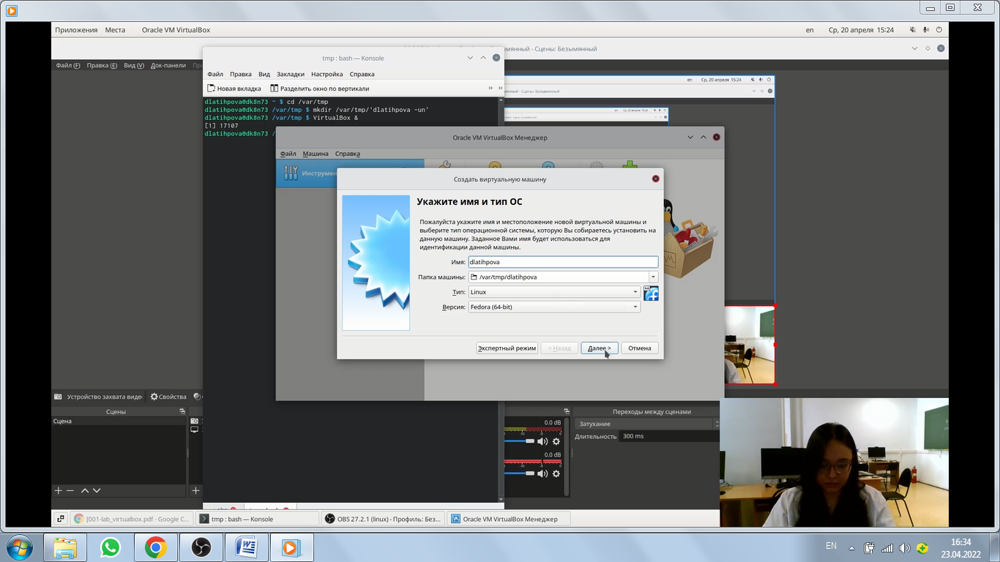 Приложения Места Oracle VM VirtualBox en Ср, 20 апреля 15:24
tmp : bash — Konsole
ымянный - Сцены: Безымянный
Файл (F) Правка (E) Вид (V) Док-панели
Файл Правка Вид Закладки Настройка Справка
Новая вкладка Разделить окно по вертикали
en Ср, 20 апреля 15:24
dlatihpova@dk8n73 ~ $ cd /var/tmp
dlatihpova@dk8n73 /var/tmp $ mkdir /var/tmp/'dlatihpova -un'
dlatihpova@dk8n73 /var/tmp $ VirtualBox &
[1] 17107
dlatihpova@dk8n73 /
Oracle VM VirtualBox Менеджер
Файл Машина Справка
Инструмен
Создать виртуальную машину
Укажите имя и тип ОС
Пожалуйста укажите имя и местоположение новой виртуальной машины и
выберите тип операционной системы, которую Вы собираетесь установить на
данную машину. Заданное Вами имя будет использоваться для
идентификации данной машины.
Имя: dlatihpova
Папка машины: /var/tmp/dlatihpova
Тип: Linux
Версия: Fedora (64-bit)
Экспертный режим < Назад Далее > Отмена
Устройство захвата виде Свойства
Сцены
Сцена
0.0 dB
0.0 dB
Переходы между сценами
Затухание
Длительность 300 ms
[001-lab_virtualbox.pdf - Google C... tmp : bash — Konsole OBS 27.2.1 (linux) - Профиль: Без... Oracle VM VirtualBox Менеджер
EN 16:34
23.04.2022